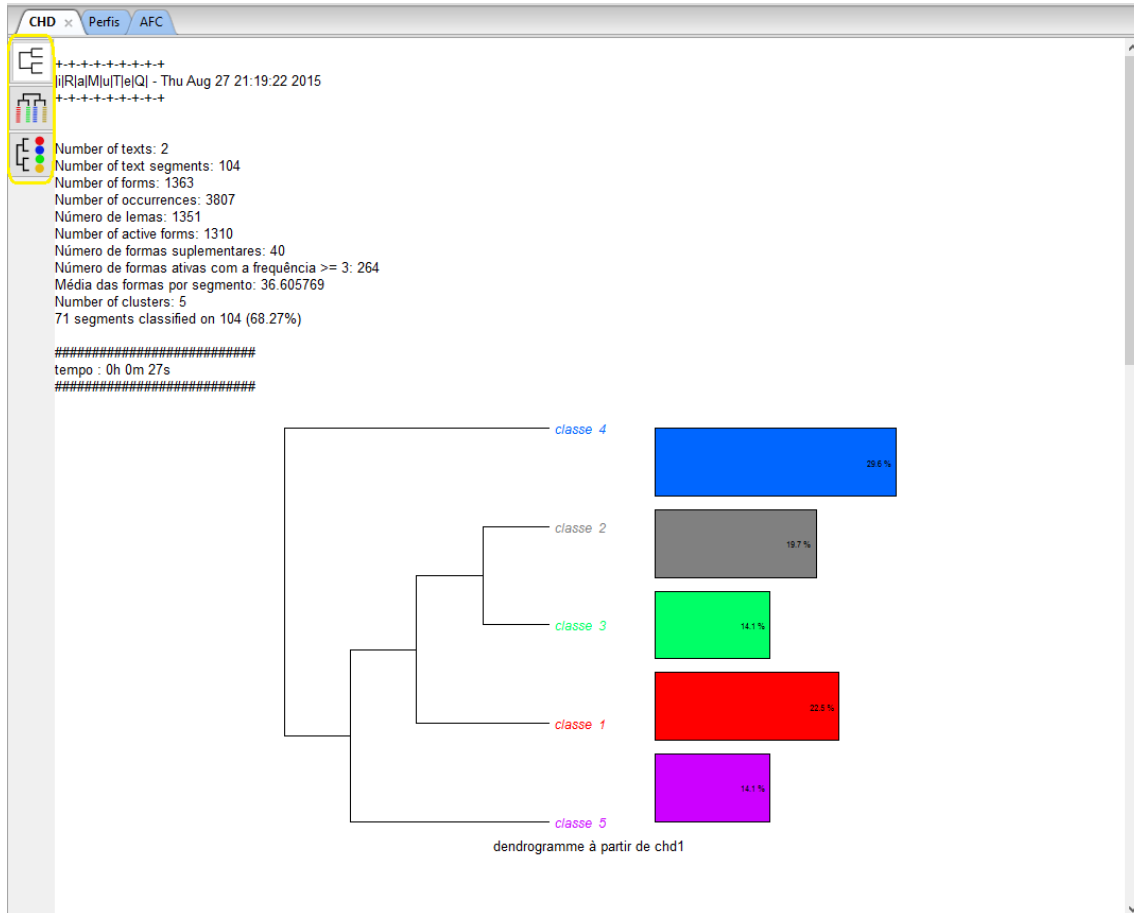 CHD × Perfis AFC
+-+-+-+-+-+-+-+-+
|i|R|a|M|u|T|e|Q| - Thu Aug 27 21:19:22 2015
+-+-+-+-+-+-+-+-+
Number of texts: 2
Number of text segments: 104
Number of forms: 1363
Number of occurrences: 3807
Número de lemas: 1351
Number of active forms: 1310
Número de formas suplementares: 40
Número de formas ativas com a frequência >= 3: 264
Média das formas por segmento: 36.605769
Number of clusters: 5
71 segments classified on 104 (68.27%)
###########################
tempo : 0h 0m 27s
###########################
classe 4 29.6 %
classe 2 19.7 %
classe 3 14.1 %
classe 1 22.5 %
classe 5 14.1 %
dendrogramme à partir de chd1